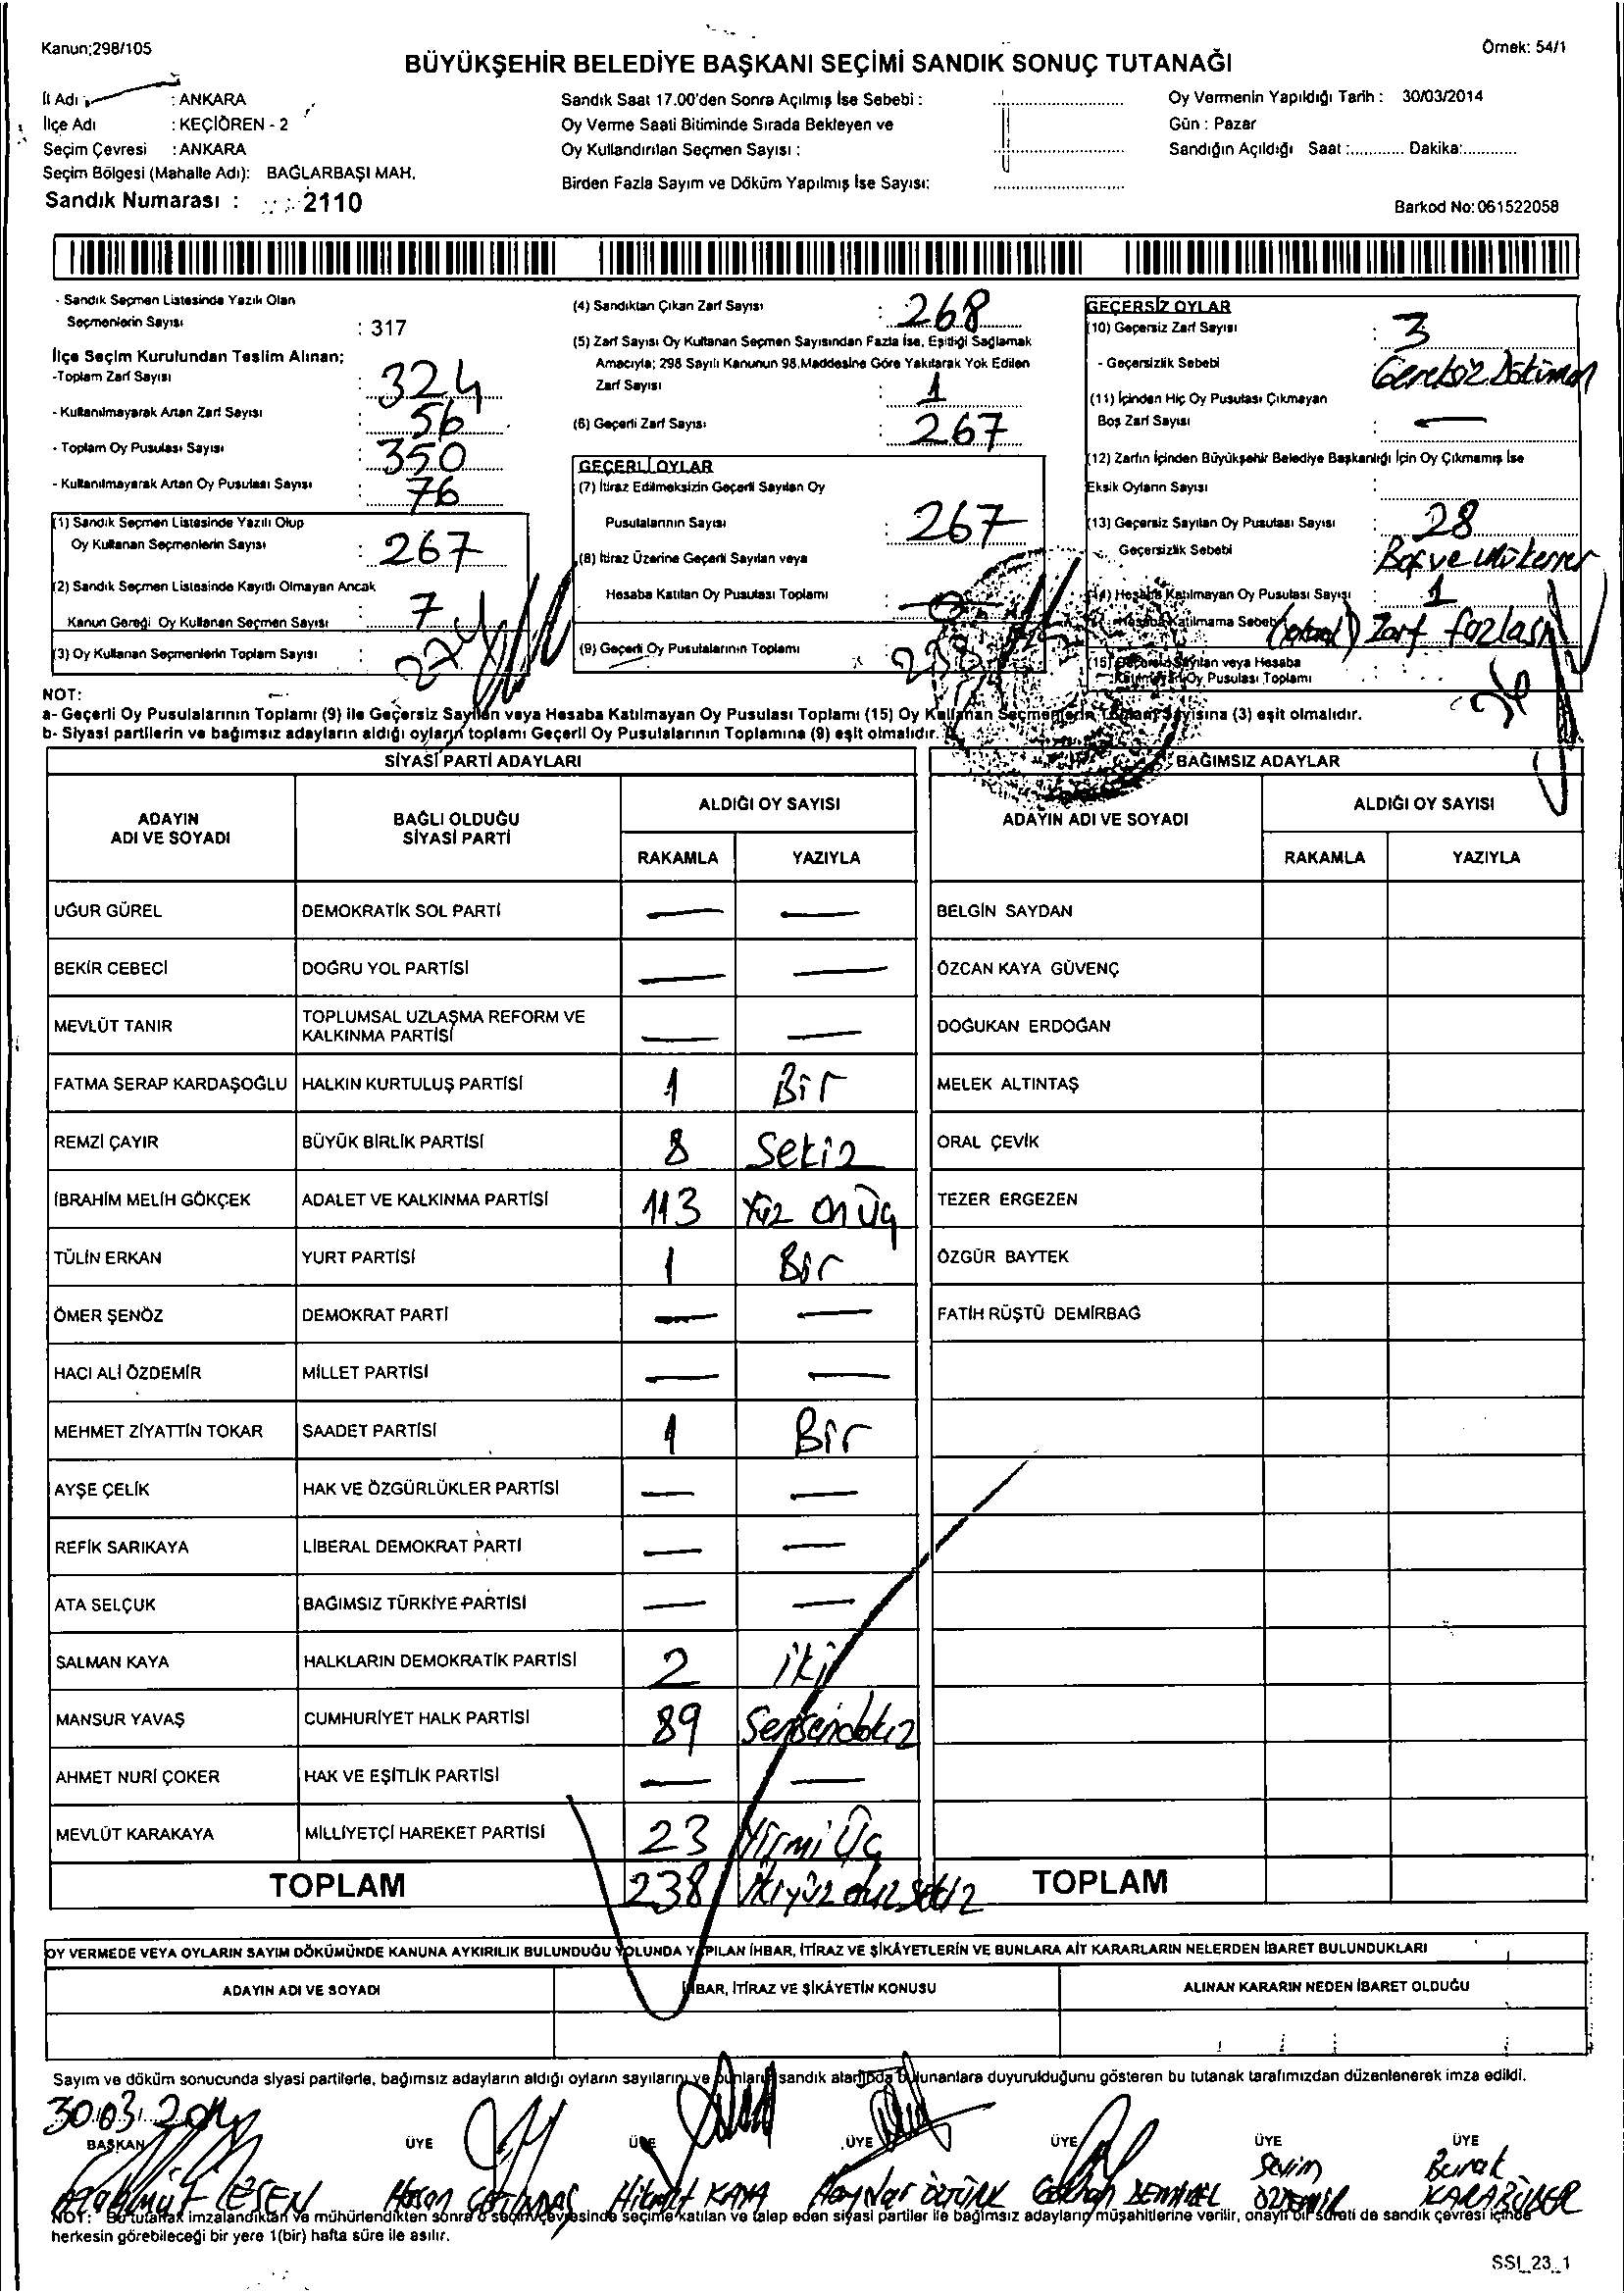 Kanun;298/105
Örnek: 54/1
BÜYÜKŞEHİR BELEDİYE BAŞKANI SEÇİMİ SANDIK SONUÇ TUTANAĞI
İl Adı : ANKARA
İlçe Adı : KEÇİÖREN - 2
Seçim Çevresi : ANKARA
Seçim Bölgesi (Mahalle Adı): BAĞLARBAŞI MAH.
Sandık Numarası : 2110
Sandık Saat 17.00'den Sonra Açılmış İse Sebebi :
Oy Verme Saati Bitiminde Sırada Bekleyen ve
Oy Kullandırılan Seçmen Sayısı :
Birden Fazla Sayım ve Döküm Yapılmış İse Sayısı:
Oy Vermenin Yapıldığı Tarih : 30/03/2014
Gün : Pazar
Sandığın Açıldığı Saat :............ Dakika:............
Barkod No: 061522058
- Sandık Seçmen Listesinde Yazılı Olan
Seçmenlerin Sayısı : 317
İlçe Seçim Kurulundan Teslim Alınan;
-Toplam Zarf Sayısı : 324
- Kullanılmayarak Artan Zarf Sayısı : 56
- Toplam Oy Pusulası Sayısı : 350
- Kullanılmayarak Artan Oy Pusulası Sayısı : 76
(1) Sandık Seçmen Listesinde Yazılı Olup
Oy Kullanan Seçmenlerin Sayısı : 267
(2) Sandık Seçmen Listesinde Kayıtlı Olmayan Ancak
Kanun Gereği Oy Kullanan Seçmen Sayısı : 7
(3) Oy Kullanan Seçmenlerin Toplam Sayısı : 274
(4) Sandıktan Çıkan Zarf Sayısı : 268
(5) Zarf Sayısı Oy Kullanan Seçmen Sayısından Fazla İse, Eşitliği Sağlamak
Amacıyla; 298 Sayılı Kanunun 98.Maddesine Göre Yakılarak Yok Edilen
Zarf Sayısı : 1
(6) Geçerli Zarf Sayısı : 267
GEÇERLİ OYLAR
(7) İtiraz Edilmeksizin Geçerli Sayılan Oy
Pusulalarının Sayısı : 267
(8) İtiraz Üzerine Geçerli Sayılan veya
Hesaba Katılan Oy Pusulası Toplamı
(9) Geçerli Oy Pusulalarının Toplamı :
GEÇERSİZ OYLAR
(10) Geçersiz Zarf Sayısı : 3
- Geçersizlik Sebebi
(11) İçinden Hiç Oy Pusulası Çıkmayan
Boş Zarf Sayısı : —
(12) Zarfın İçinden Büyükşehir Belediye Başkanlığı İçin Oy Çıkmamış İse
Eksik Oyların Sayısı :
(13) Geçersiz Sayılan Oy Pusulası Sayısı : 28
Geçersizlik Sebebi : Boş ve Mükerrer
(14) Hesaba Katılmayan Oy Pusulası Sayısı : 1
Hesaba Katılmama Sebebi Zarf fazlası
(15) Geçersiz Sayılan veya Hesaba
Katılmayan Oy Pusulası Toplamı :
NOT:
a- Geçerli Oy Pusulalarının Toplamı (9) ile Geçersiz Sayılan veya Hesaba Katılmayan Oy Pusulası Toplamı (15) Oy Kullanan Seçmenlerin Toplam Sayısına (3) eşit olmalıdır.
b- Siyasi partilerin ve bağımsız adayların aldığı oyların toplamı Geçerli Oy Pusulalarının Toplamına (9) eşit olmalıdır.
SİYASİ PARTİ ADAYLARI
BAĞIMSIZ ADAYLAR
ADAYIN ADI VE SOYADI
BAĞLI OLDUĞU SİYASİ PARTİ
ALDIĞI OY SAYISI
RAKAMLA YAZIYLA
ADAYIN ADI VE SOYADI
ALDIĞI OY SAYISI
RAKAMLA YAZIYLA
UĞUR GÜREL DEMOKRATİK SOL PARTİ — — BELGİN SAYDAN
BEKİR CEBECİ DOĞRU YOL PARTİSİ — — ÖZCAN KAYA GÜVENÇ
MEVLÜT TANIR TOPLUMSAL UZLAŞMA REFORM VE KALKINMA PARTİSİ — — DOĞUKAN ERDOĞAN
FATMA SERAP KARDAŞOĞLU HALKIN KURTULUŞ PARTİSİ 1 Bir MELEK ALTINTAŞ
REMZİ ÇAYIR BÜYÜK BİRLİK PARTİSİ 8 Sekiz ORAL ÇEVİK
İBRAHİM MELİH GÖKÇEK ADALET VE KALKINMA PARTİSİ 113 Yüz on Üç TEZER ERGEZEN
TÜLİN ERKAN YURT PARTİSİ 1 Bir ÖZGÜR BAYTEK
ÖMER ŞENÖZ DEMOKRAT PARTİ — — FATİH RÜŞTÜ DEMİRBAĞ
HACI ALİ ÖZDEMİR MİLLET PARTİSİ — —
MEHMET ZİYATTİN TOKAR SAADET PARTİSİ 1 Bir
AYŞE ÇELİK HAK VE ÖZGÜRLÜKLER PARTİSİ — —
REFİK SARIKAYA LİBERAL DEMOKRAT PARTİ — —
ATA SELÇUK BAĞIMSIZ TÜRKİYE PARTİSİ — —
SALMAN KAYA HALKLARIN DEMOKRATİK PARTİSİ 2 iki
MANSUR YAVAŞ CUMHURİYET HALK PARTİSİ 89 Seksendokuz
AHMET NURİ ÇOKER HAK VE EŞİTLİK PARTİSİ — —
MEVLÜT KARAKAYA MİLLİYETÇİ HAREKET PARTİSİ 23 Yirmi Üç
TOPLAM 238 İkiyüz otuz sekiz TOPLAM
OY VERMEDE VEYA OYLARIN SAYIM DÖKÜMÜNDE KANUNA AYKIRILIK BULUNDUĞU YOLUNDA YAPILAN İHBAR, İTİRAZ VE ŞİKÂYETLERİN VE BUNLARA AİT KARARLARIN NELERDEN İBARET BULUNDUKLARI
ADAYIN ADI VE SOYADI İHBAR, İTİRAZ VE ŞİKÂYETİN KONUSU ALINAN KARARIN NEDEN İBARET OLDUĞU
Sayım ve döküm sonucunda siyasi partilerle, bağımsız adayların aldığı oyların sayılarını ve bunların sandık alanında bulunanlara duyurulduğunu gösteren bu tutanak tarafımızdan düzenlenerek imza edildi.
30.03.2014
BAŞKAN ÜYE ÜYE ÜYE ÜYE ÜYE ÜYE
Mahmut ESEN Hasan Hikmet KAYA ÖZTÜRK Gökhan DEMİREL Sevim ÖZDEMİR Burak
NOT: Bu tutanak imzalandıktan ve mühürlendikten sonra o seçim çevresinde seçime katılan ve talep eden siyasi partiler ile bağımsız adayların müşahitlerine verilir, onaylı bir sureti de sandık çevresi içinde
herkesin görebileceği bir yere 1(bir) hafta süre ile asılır.
SSI_23_1